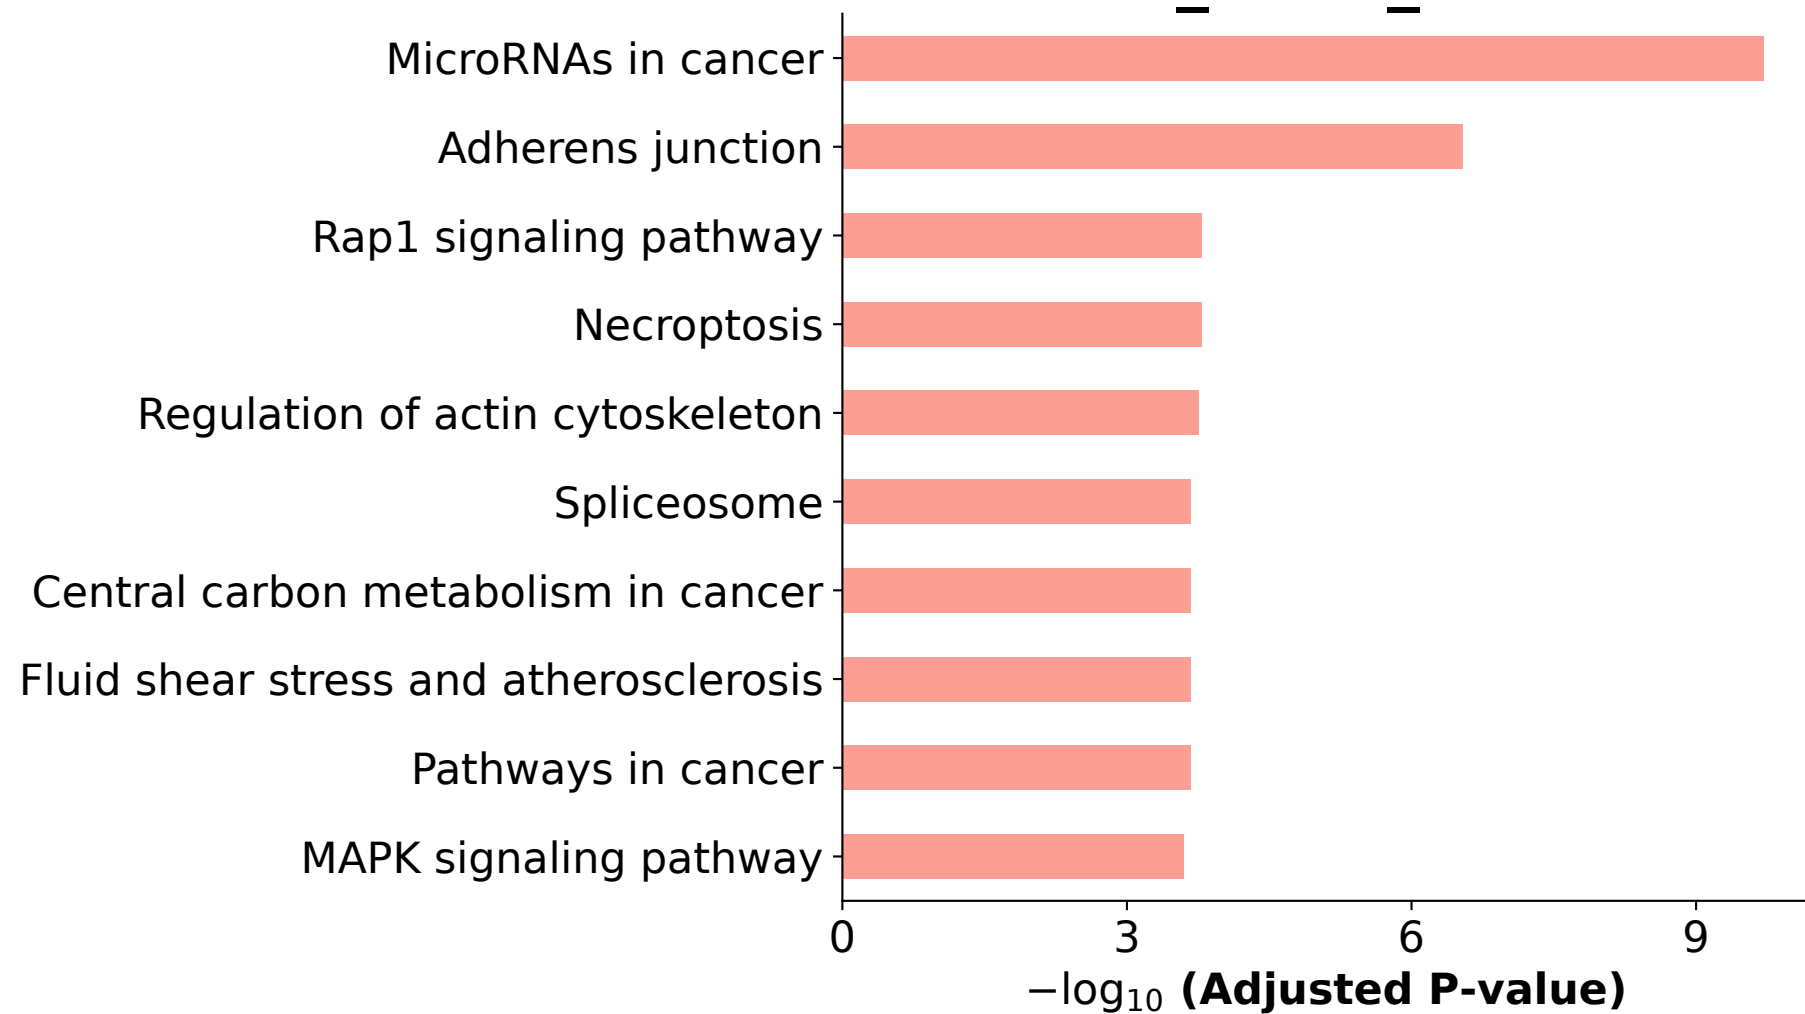 MicroRNAs in cancer
Adherens junction
Rap1 signaling pathway
Necroptosis
Regulation of actin cytoskeleton
Spliceosome
Central carbon metabolism in cancer
Fluid shear stress and atherosclerosis
Pathways in cancer
MAPK signaling pathway
0 3 6 9
−log₁₀ (Adjusted P-value)